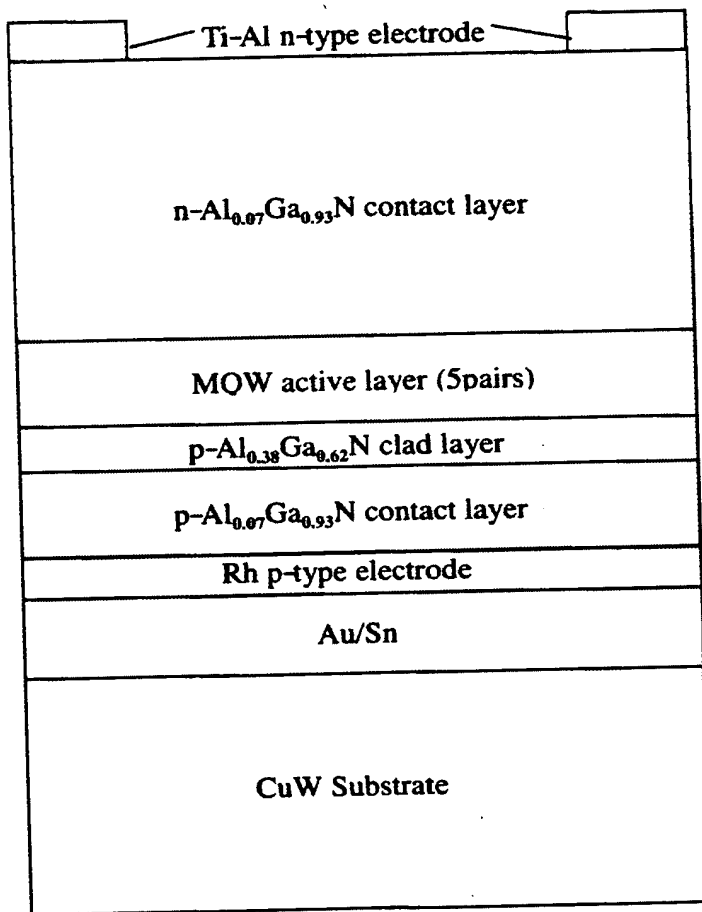 Ti-Al n-type electrode
n-Al₀.₀₇Ga₀.₉₃N contact layer
MQW active layer (5pairs)
p-Al₀.₃₈Ga₀.₆₂N clad layer
p-Al₀.₀₇Ga₀.₉₃N contact layer
Rh p-type electrode
Au/Sn
CuW Substrate